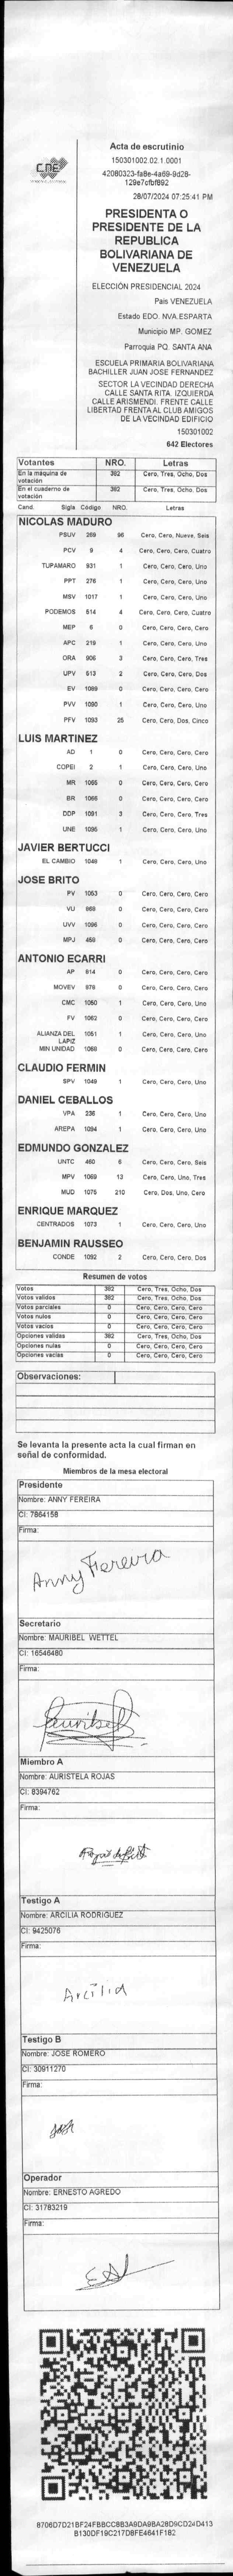 CNE
Acta de escrutinio
150301002.02.1.0001
42080323-fa8e-4a69-9d28-
129e7cfbf892
28/07/2024 07:25:41 PM
PRESIDENTA O
PRESIDENTE DE LA
REPUBLICA
BOLIVARIANA DE
VENEZUELA
ELECCIÓN PRESIDENCIAL 2024
Pais VENEZUELA
Estado EDO. NVA.ESPARTA
Municipio MP. GOMEZ
Parroquia PQ. SANTA ANA
ESCUELA PRIMARIA BOLIVARIANA
BACHILLER JUAN JOSE FERNANDEZ
SECTOR LA VECINDAD DERECHA
CALLE SANTA RITA. IZQUIERDA
CALLE ARISMENDI. FRENTE CALLE
LIBERTAD FRENTA AL CLUB AMIGOS
DE LA VECINDAD EDIFICIO
150301002
642 Electores
Votantes NRO. Letras
En la máquina de votación 382 Cero, Tres, Ocho, Dos
En el cuaderno de votación 382 Cero, Tres, Ocho, Dos
Cand. Sigla Código NRO. Letras
NICOLAS MADURO
PSUV 269 96 Cero, Cero, Nueve, Seis
PCV 9 4 Cero, Cero, Cero, Cuatro
TUPAMARO 931 1 Cero, Cero, Cero, Uno
PPT 276 1 Cero, Cero, Cero, Uno
MSV 1017 1 Cero, Cero, Cero, Uno
PODEMOS 514 4 Cero, Cero, Cero, Cuatro
MEP 6 0 Cero, Cero, Cero, Cero
APC 219 1 Cero, Cero, Cero, Uno
ORA 906 3 Cero, Cero, Cero, Tres
UPV 513 2 Cero, Cero, Cero, Dos
EV 1089 0 Cero, Cero, Cero, Cero
PVV 1090 1 Cero, Cero, Cero, Uno
PFV 1093 25 Cero, Cero, Dos, Cinco
LUIS MARTINEZ
AD 1 0 Cero, Cero, Cero, Cero
COPEI 2 1 Cero, Cero, Cero, Uno
MR 1065 0 Cero, Cero, Cero, Cero
BR 1066 0 Cero, Cero, Cero, Cero
DDP 1091 3 Cero, Cero, Cero, Tres
UNE 1095 1 Cero, Cero, Cero, Uno
JAVIER BERTUCCI
EL CAMBIO 1048 1 Cero, Cero, Cero, Uno
JOSE BRITO
PV 1053 0 Cero, Cero, Cero, Cero
VU 868 0 Cero, Cero, Cero, Cero
UVV 1096 0 Cero, Cero, Cero, Cero
MPJ 458 0 Cero, Cero, Cero, Cero
ANTONIO ECARRI
AP 914 0 Cero, Cero, Cero, Cero
MOVEV 978 0 Cero, Cero, Cero, Cero
CMC 1050 1 Cero, Cero, Cero, Uno
FV 1062 0 Cero, Cero, Cero, Cero
ALIANZA DEL LAPIZ 1051 1 Cero, Cero, Cero, Uno
MIN UNIDAD 1068 0 Cero, Cero, Cero, Cero
CLAUDIO FERMIN
SPV 1049 1 Cero, Cero, Cero, Uno
DANIEL CEBALLOS
VPA 236 1 Cero, Cero, Cero, Uno
AREPA 1094 1 Cero, Cero, Cero, Uno
EDMUNDO GONZALEZ
UNTC 460 6 Cero, Cero, Cero, Seis
MPV 1069 13 Cero, Cero, Uno, Tres
MUD 1076 210 Cero, Dos, Uno, Cero
ENRIQUE MARQUEZ
CENTRADOS 1073 1 Cero, Cero, Cero, Uno
BENJAMIN RAUSSEO
CONDE 1092 2 Cero, Cero, Cero, Dos
Resumen de votos
Votos 382 Cero, Tres, Ocho, Dos
Votos validos 382 Cero, Tres, Ocho, Dos
Votos parciales 0 Cero, Cero, Cero, Cero
Votos nulos 0 Cero, Cero, Cero, Cero
Votos vacios 0 Cero, Cero, Cero, Cero
Opciones validas 382 Cero, Tres, Ocho, Dos
Opciones nulas 0 Cero, Cero, Cero, Cero
Opciones vacias 0 Cero, Cero, Cero, Cero
Observaciones:
Se levanta la presente acta la cual firman en
señal de conformidad.
Miembros de la mesa electoral
Presidente
Nombre: ANNY FEREIRA
CI: 7864158
Firma:
Anny Fereira
Secretario
Nombre: MAURIBEL WETTEL
CI: 16546480
Firma:
Miembro A
Nombre: AURISTELA ROJAS
CI: 8394762
Firma:
Testigo A
Nombre: ARCILIA RODRIGUEZ
CI: 9425076
Firma:
Arcilia
Testigo B
Nombre: JOSE ROMERO
CI: 30911270
Firma:
Operador
Nombre: ERNESTO AGREDO
CI: 31783219
Firma:
8706D7D21BF24FBBCC8B3A9DA9BA28D9CD24D413
B130DF19C217D8FE4641F182